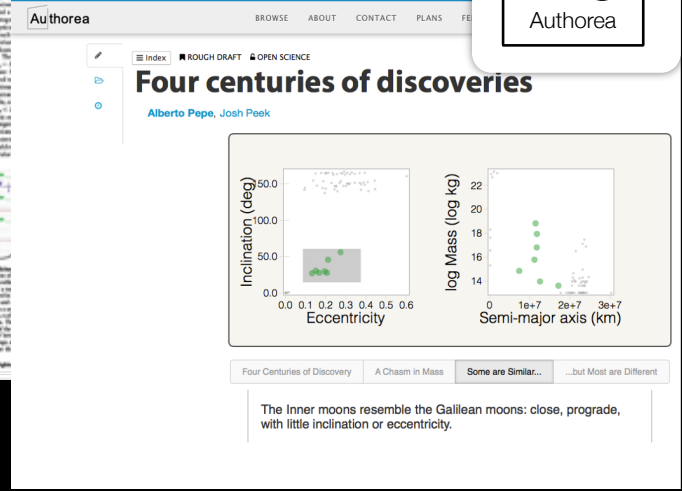 Authorea
BROWSE ABOUT CONTACT PLANS
Authorea
Index ROUGH DRAFT OPEN SCIENCE
Four centuries of discoveries
Alberto Pepe, Josh Peek
Inclination (deg)
150.0
100.0
50.0
0.0
0.0 0.1 0.2 0.3 0.4 0.5 0.6
Eccentricity
log Mass (log kg)
22
20
18
16
14
0 1e+7 2e+7 3e+7
Semi-major axis (km)
Four Centuries of Discovery A Chasm in Mass Some are Similar... ...but Most are Different
The Inner moons resemble the Galilean moons: close, prograde,
with little inclination or eccentricity.